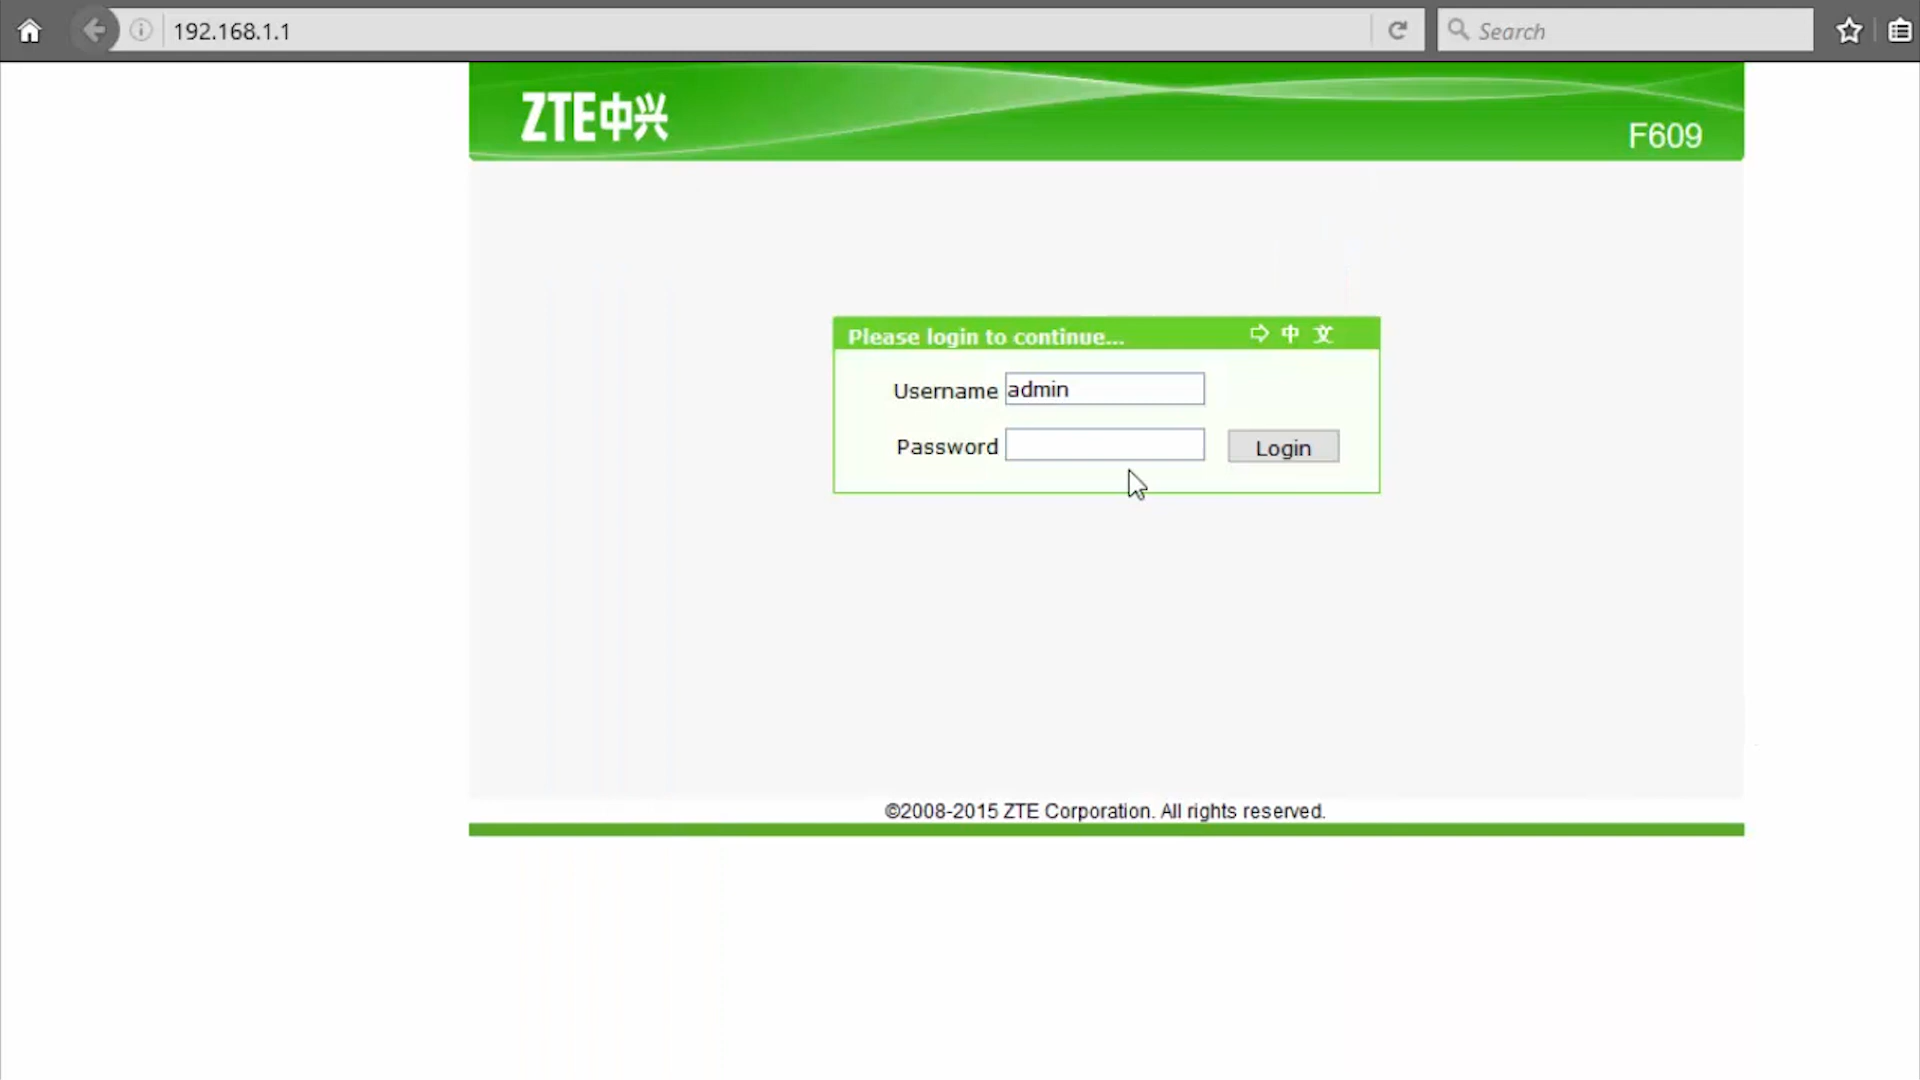 192.168.1.1
Search
ZTE中兴
F609
Please login to continue...
中 文
Username admin
Password
Login
©2008-2015 ZTE Corporation. All rights reserved.